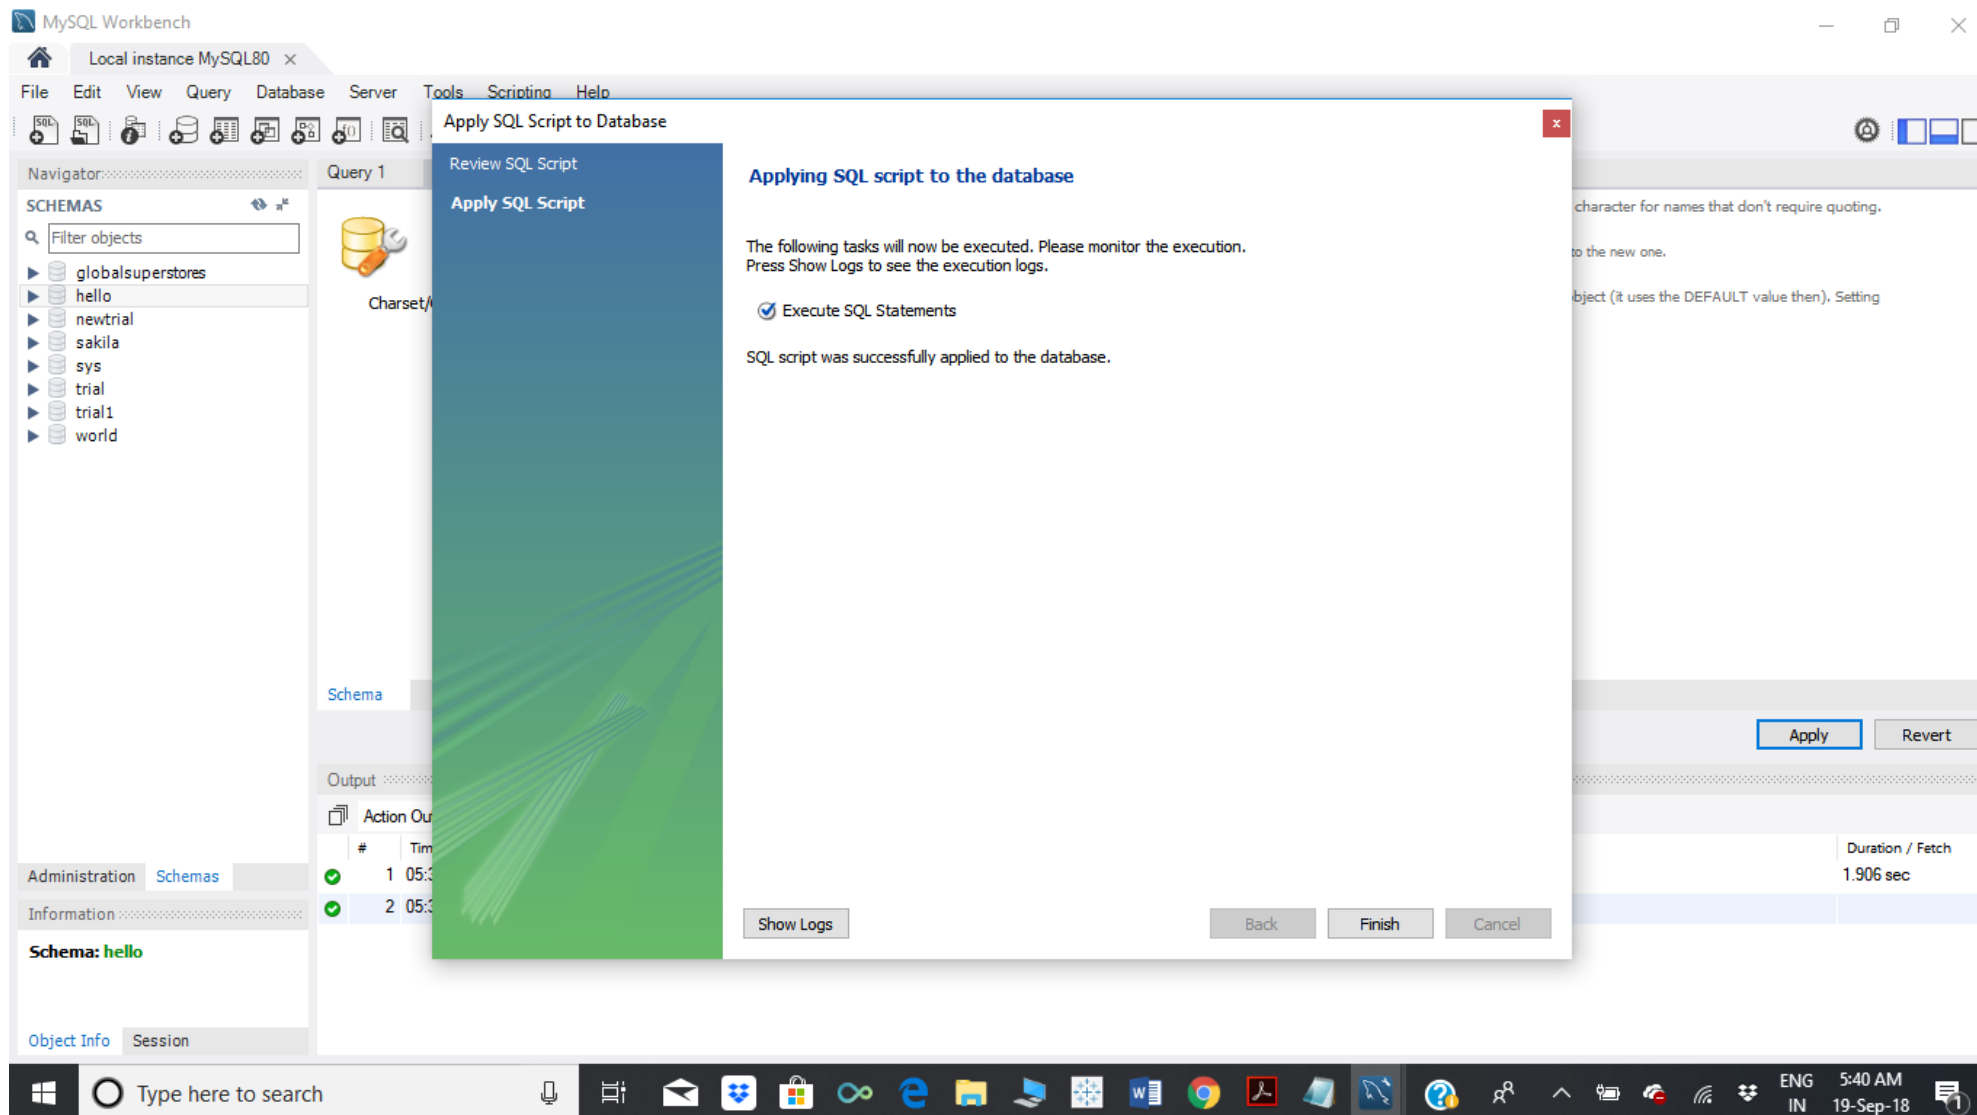 MySQL Workbench
Local instance MySQL80
File Edit View Query Database Server Tools Scripting Help
Navigator
SCHEMAS
Filter objects
globalsuperstores
hello
newtrial
sakila
sys
trial
trial1
world
Administration Schemas
Information
Schema: hello
Object Info Session
Query 1
Charset/
Schema
Apply SQL Script to Database
x
Review SQL Script
Apply SQL Script
Applying SQL script to the database
The following tasks will now be executed. Please monitor the execution.
Press Show Logs to see the execution logs.
Execute SQL Statements
SQL script was successfully applied to the database.
Show Logs Back Finish Cancel
character for names that don't require quoting.
to the new one.
object (it uses the DEFAULT value then). Setting
Apply Revert
Output
Action Ou
# Tim Duration / Fetch
1 05:3 1.906 sec
2 05:3
Type here to search
ENG
IN
5:40 AM
19-Sep-18
1